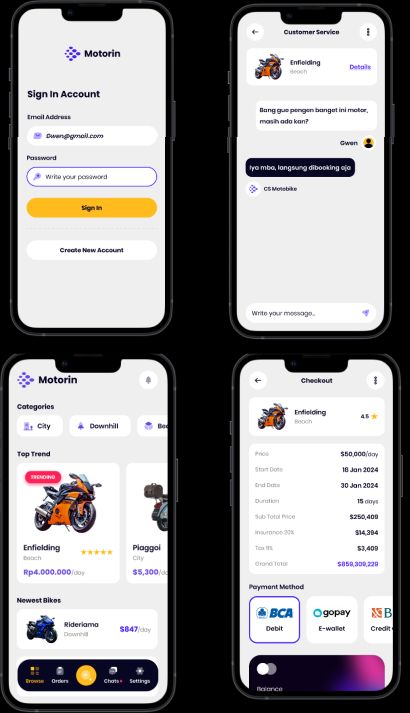 Motorin
Sign In Account
Email Address
Gwen@gmail.com
Password
Write your password
Sign In
Create New Account
Customer Service
Enfielding
Beach
Details
Bang gue pengen banget ini motor,
masih ada kan?
Gwen
Iya mba, langsung dibooking aja
CS Motobike
Write your message..
Motorin
Categories
City
Downhill
Bea
Top Trend
TRENDING
Enfielding
Beach
Rp4.000.000/day
Piaggoi
City
$5,300/
Newest Bikes
Rideriama
Downhill
$847/day
Browse
Orders
Chats
Settings
Checkout
Enfielding
Beach
4.5
Price $50,000/day
Start Date 16 Jan 2024
End Date 30 Jan 2024
Duration 15 days
Sub Total Price $250,409
Insurance 20% $14,394
Tax 11% $3,409
Grand Total $859,309,229
Payment Method
BCA
Debit
gopay
E-wallet
B
Credit
Balance